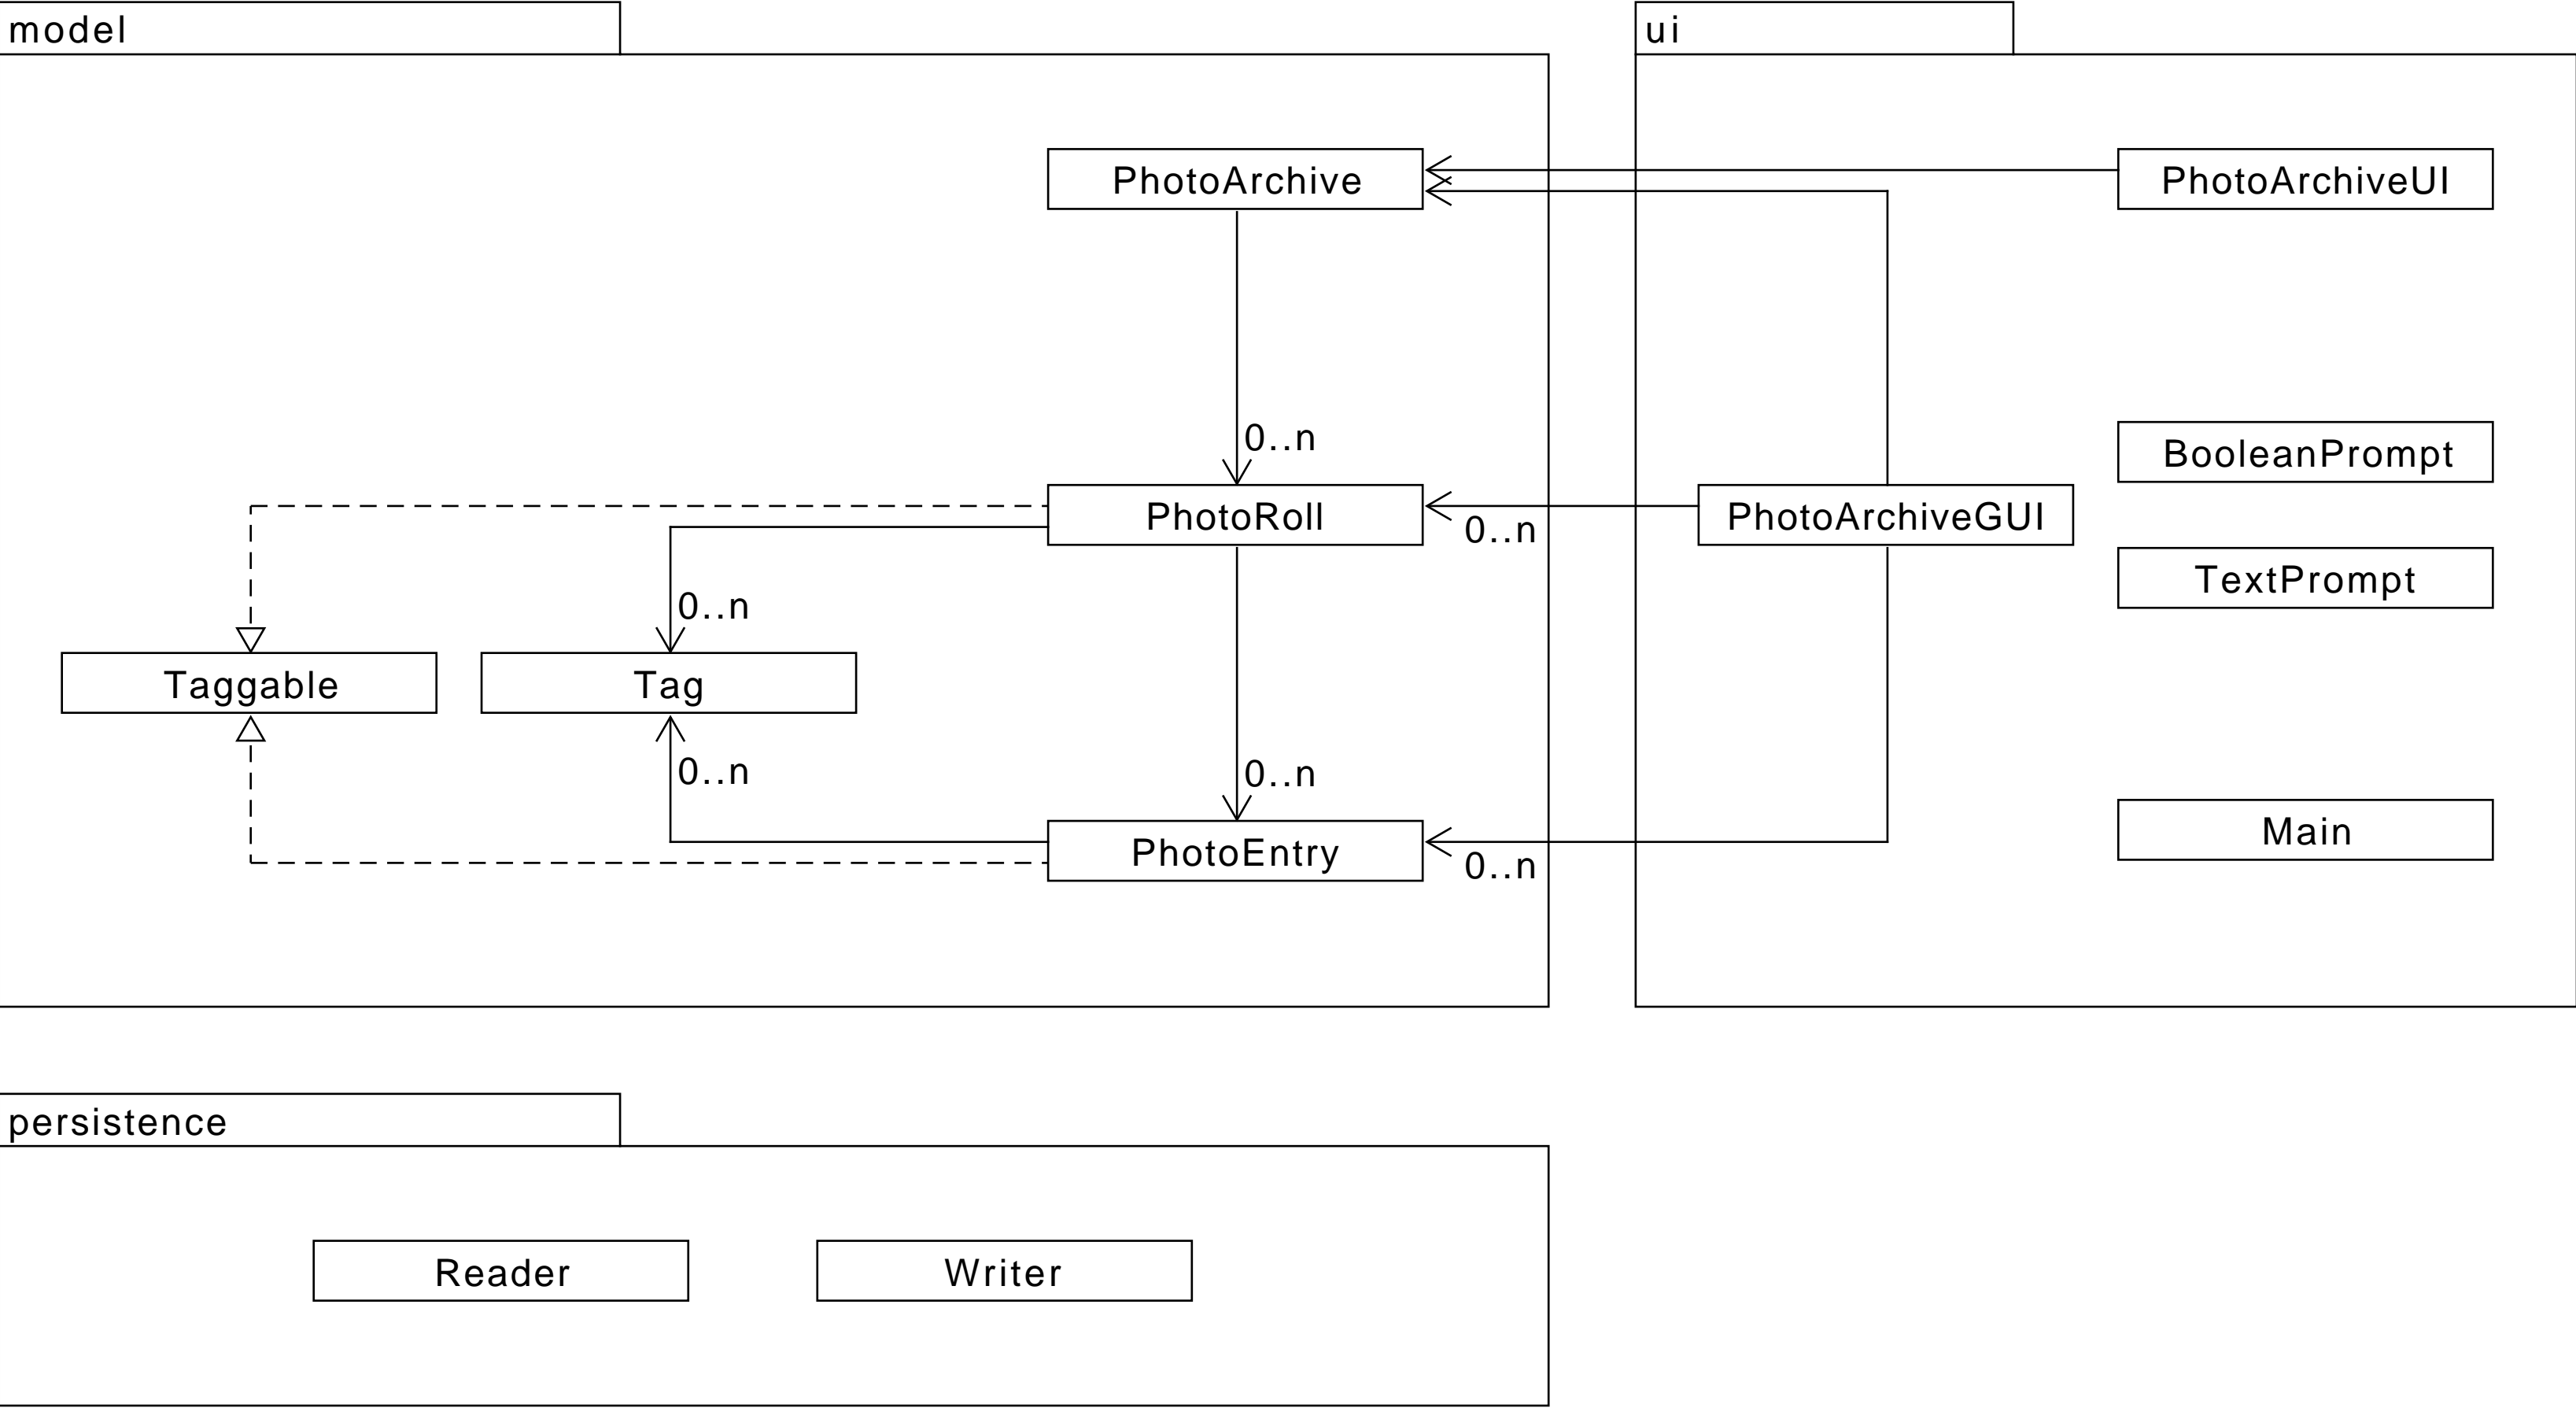 model
ui
PhotoArchive
PhotoArchiveUI
0..n
BooleanPrompt
PhotoRoll
0..n
PhotoArchiveGUI
TextPrompt
0..n
Taggable
Tag
0..n
0..n
PhotoEntry
0..n
Main
persistence
Reader
Writer